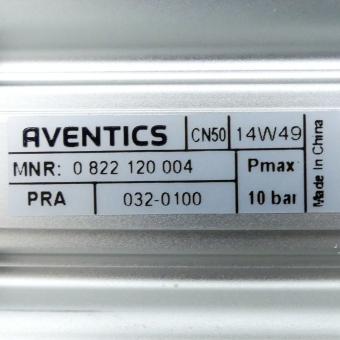 AVENTICS CN50 14W49
MNR: 0 822 120 004 Pmax
PRA 032-0100 10 bar
Made In China